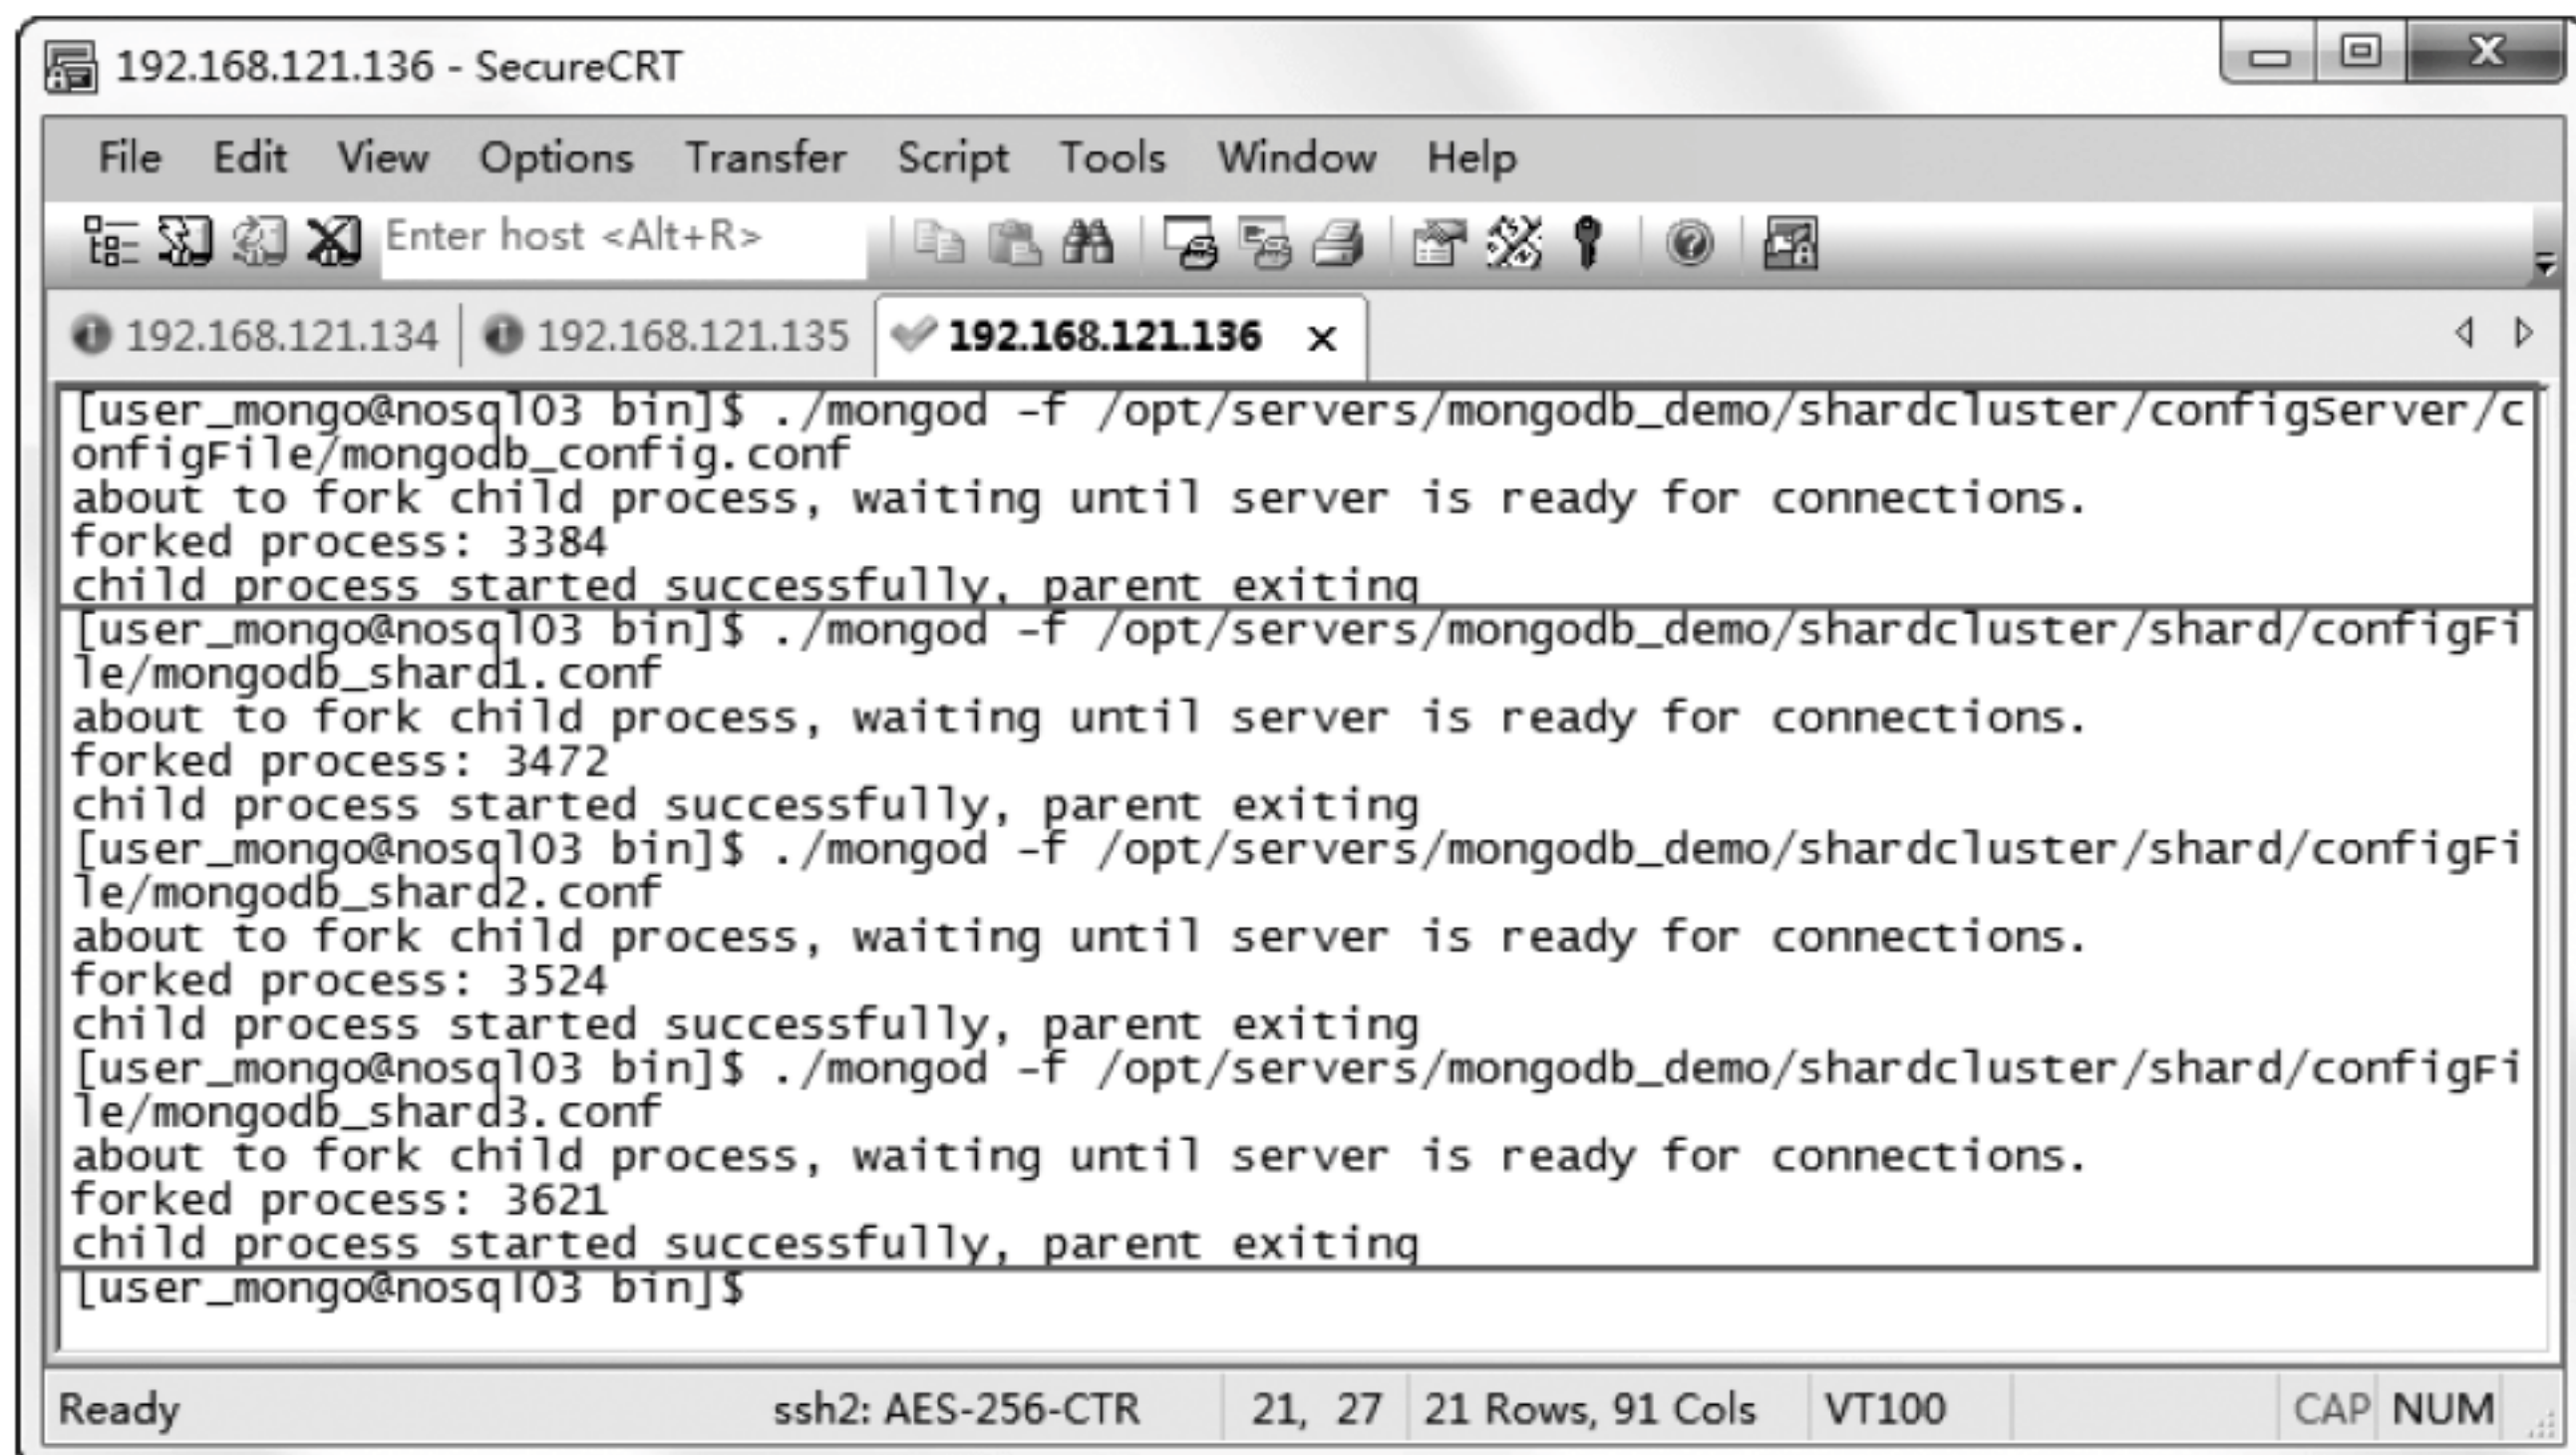 192.168.121.136 - SecureCRT
File Edit View Options Transfer Script Tools Window Help
Enter host <Alt+R>
192.168.121.134 192.168.121.135 192.168.121.136
[user_mongo@nosql03 bin]$ ./mongod -f /opt/servers/mongodb_demo/shardcluster/configServer/c
onfigFile/mongodb_config.conf
about to fork child process, waiting until server is ready for connections.
forked process: 3384
child process started successfully, parent exiting
[user_mongo@nosql03 bin]$ ./mongod -f /opt/servers/mongodb_demo/shardcluster/shard/configFi
le/mongodb_shard1.conf
about to fork child process, waiting until server is ready for connections.
forked process: 3472
child process started successfully, parent exiting
[user_mongo@nosql03 bin]$ ./mongod -f /opt/servers/mongodb_demo/shardcluster/shard/configFi
le/mongodb_shard2.conf
about to fork child process, waiting until server is ready for connections.
forked process: 3524
child process started successfully, parent exiting
[user_mongo@nosql03 bin]$ ./mongod -f /opt/servers/mongodb_demo/shardcluster/shard/configFi
le/mongodb_shard3.conf
about to fork child process, waiting until server is ready for connections.
forked process: 3621
child process started successfully, parent exiting
[user_mongo@nosql03 bin]$
Ready ssh2: AES-256-CTR 21, 27 21 Rows, 91 Cols VT100 CAP NUM